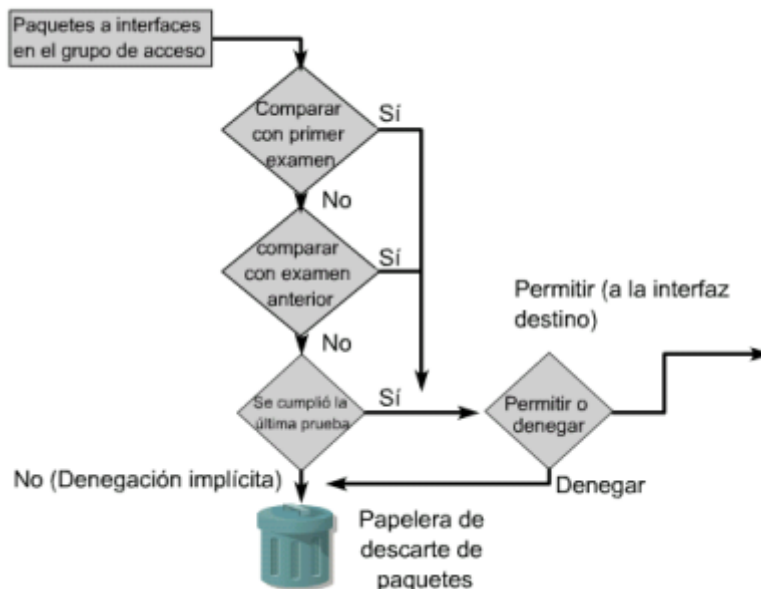 Paquetes a interfaces
en el grupo de acceso
Comparar
con primer
examen
Sí
No
comparar
con examen
anterior
Sí
No
Permitir (a la interfaz
destino)
Se cumplió la
última prueba
Sí
Permitir o
denegar
No (Denegación implícita)
Denegar
Papelera de
descarte de
paquetes